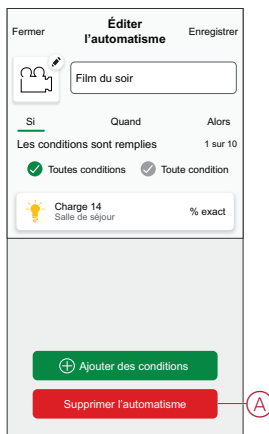 Fermer
Éditer
l'automatisme
Enregistrer
Film du soir
Si Quand Alors
Les conditions sont remplies 1 sur 10
Toutes conditions Toute condition
Charge 14
Salle de séjour
% exact
Ajouter des conditions
Supprimer l'automatisme
A